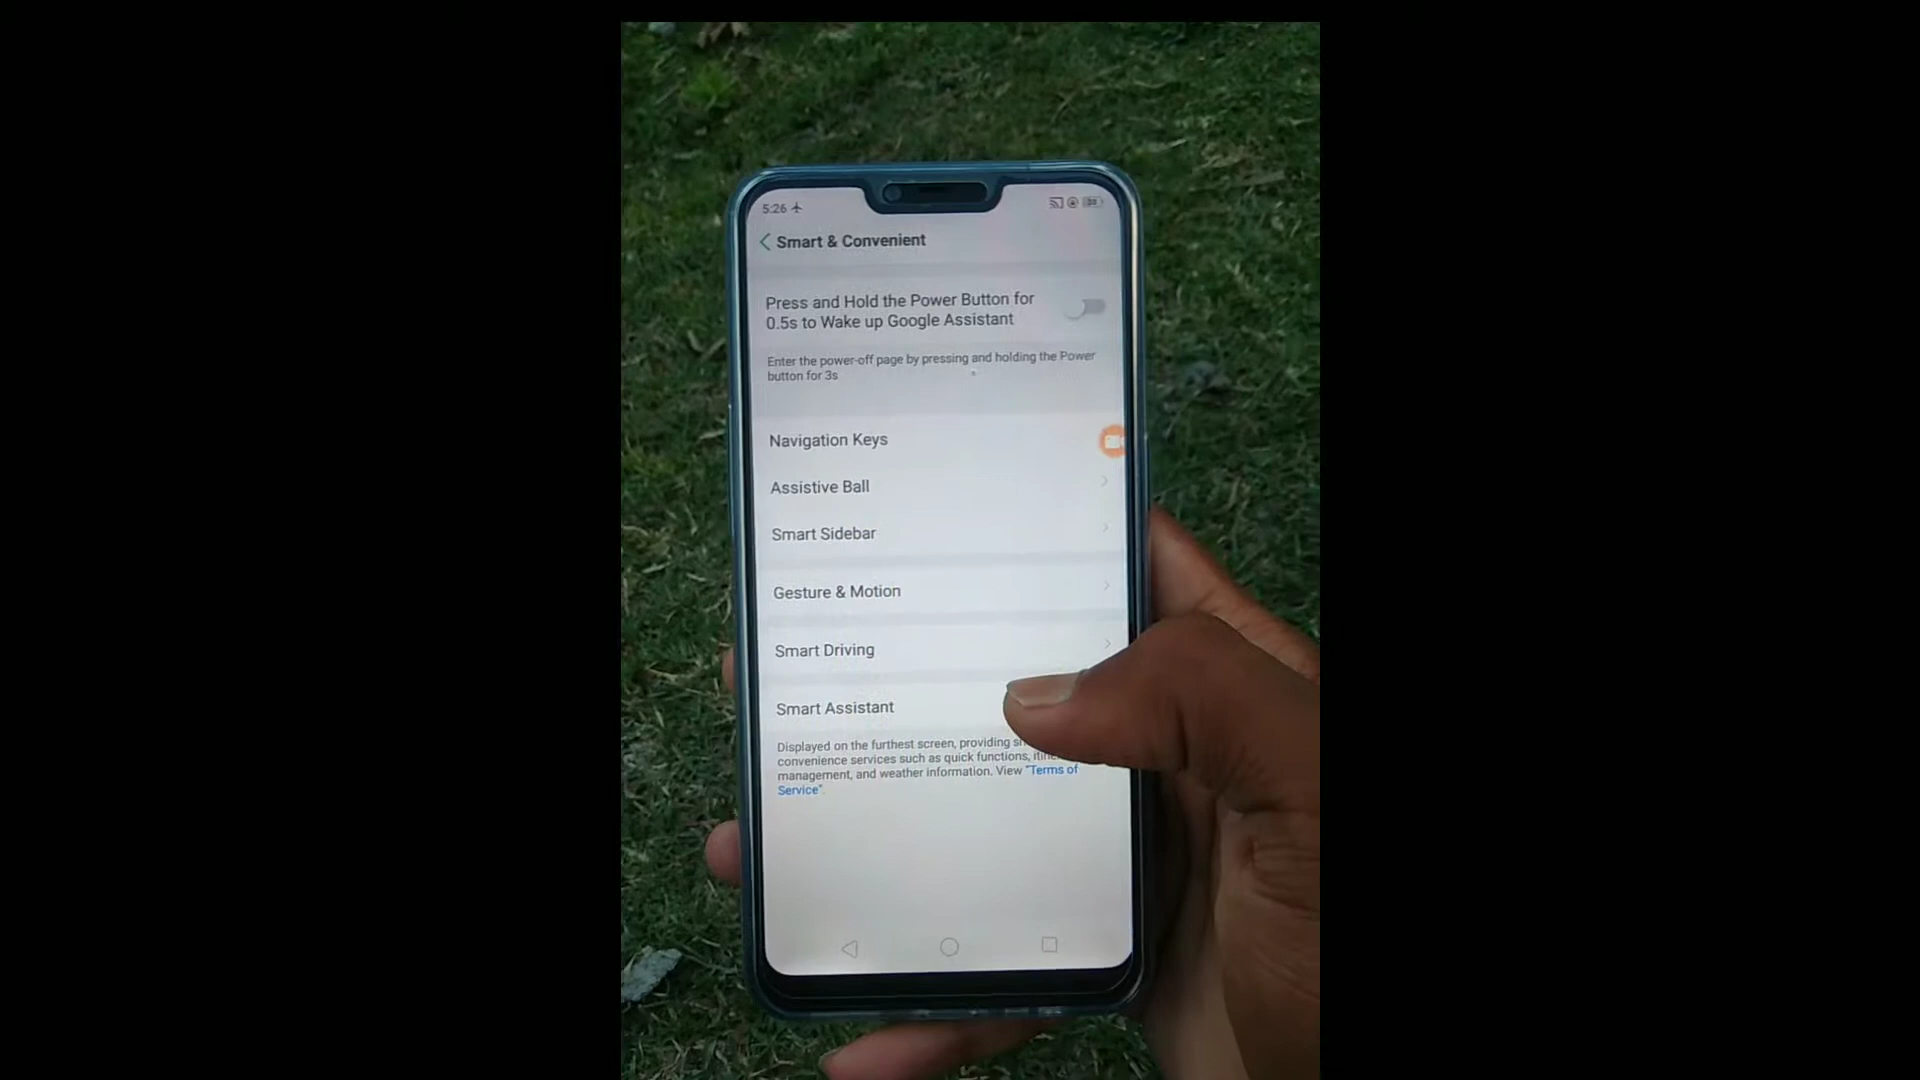 5:26
Smart & Convenient
Press and Hold the Power Button for
0.5s to Wake up Google Assistant
Enter the power-off page by pressing and holding the Power
button for 3s
Navigation Keys
Assistive Ball
Smart Sidebar
Gesture & Motion
Smart Driving
Smart Assistant
Displayed on the furthest screen, providing
convenience services such as quick functions,
management, and weather information. View "Terms of
Service".